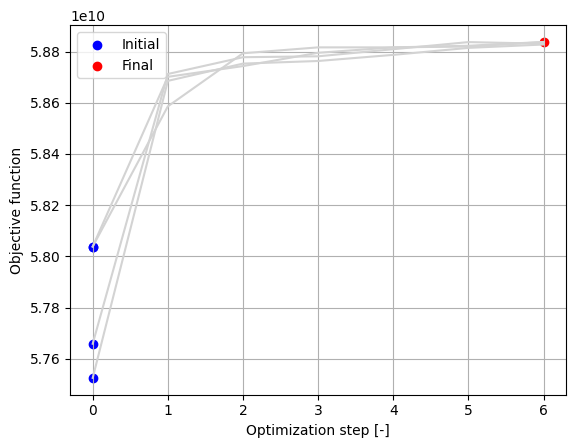 1e10
Initial
Final
5.88
5.86
5.84
5.82
5.80
5.78
5.76
Objective function
0 1 2 3 4 5 6
Optimization step [-]